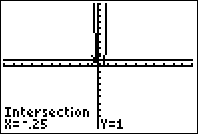 Intersection
X=-.25 Y=1